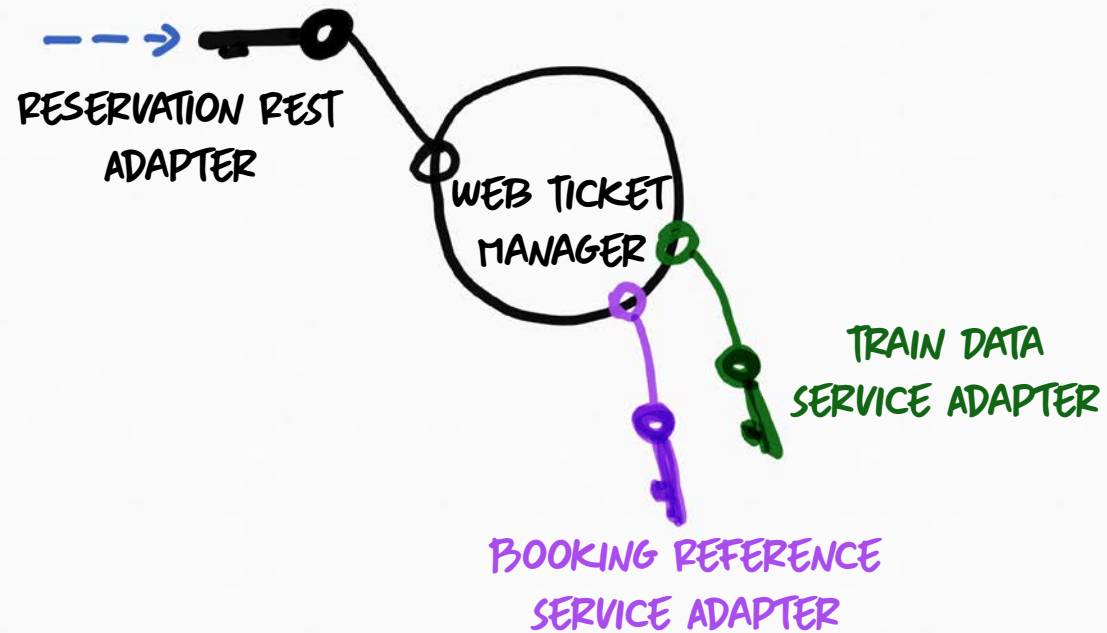 RESERVATION REST
ADAPTER
WEB TICKET
MANAGER
TRAIN DATA
SERVICE ADAPTER
BOOKING REFERENCE
SERVICE ADAPTER